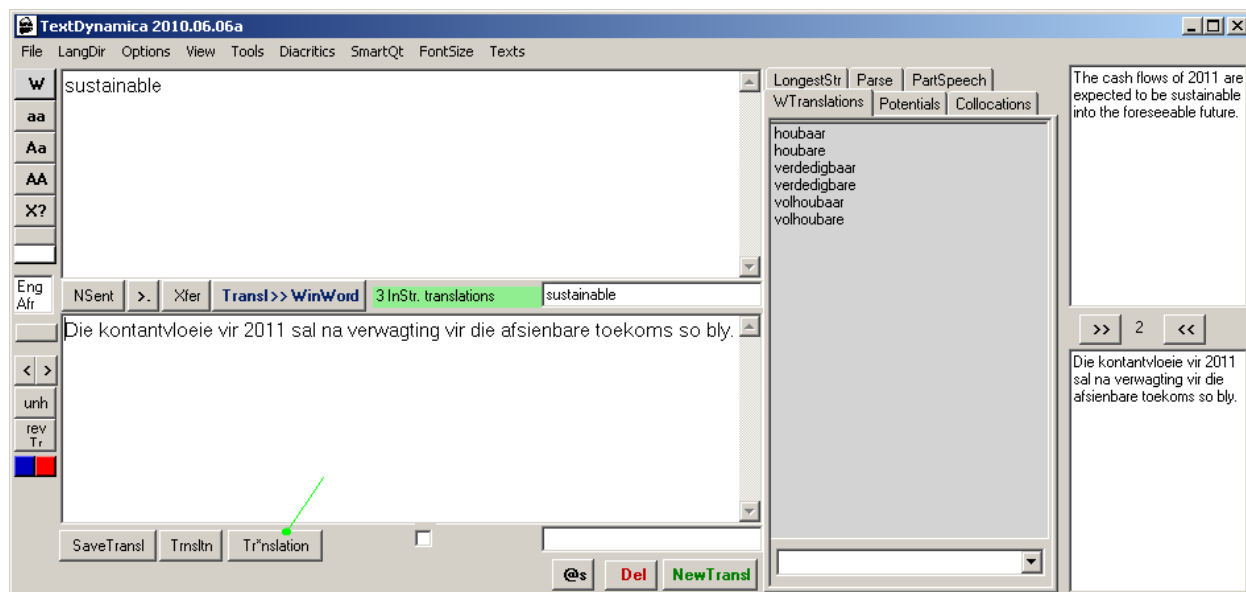 TextDynamica 2010.06.06a
File LangDir Options View Tools Diacritics SmartQt FontSize Texts
W
aa
Aa
AA
X?
Eng
Afr
< >
unh
rev
Tr
sustainable
NSent >. Xfer Transl>>WinWord 3 InStr. translations sustainable
Die kontantvloeie vir 2011 sal na verwagting vir die afsienbare toekoms so bly.
SaveTransl Trnsltn Tr*nslation
@s Del NewTransl
LongestStr Parse PartSpeech
WTranslations Potentials Collocations
houbaar
houbare
verdedigbaar
verdedigbare
volhoubaar
volhoubare
The cash flows of 2011 are
expected to be sustainable
into the foreseeable future.
>> 2 <<
Die kontantvloeie vir 2011
sal na verwagting vir die
afsienbare toekoms so bly.